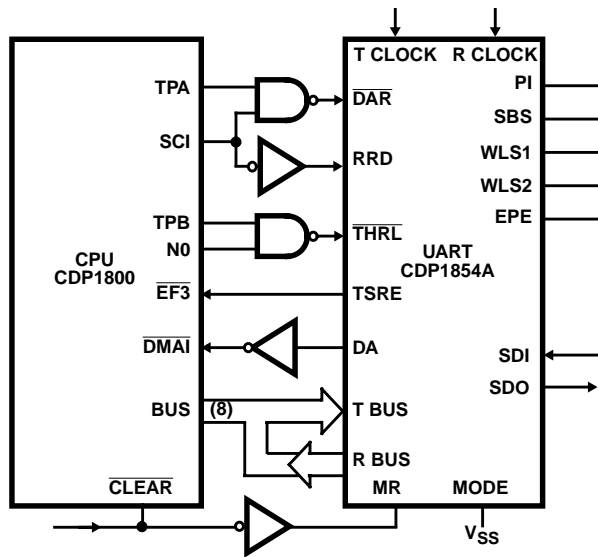 T CLOCK R CLOCK
PI
TPA
DAR
SBS
SCI
RRD
WLS1
WLS2
TPB
EPE
N0
THRL
CPU
CDP1800
UART
CDP1854A
EF3
TSRE
DMAI
DA
SDI
SDO
BUS (8)
T BUS
R BUS
CLEAR
MR
MODE
VSS